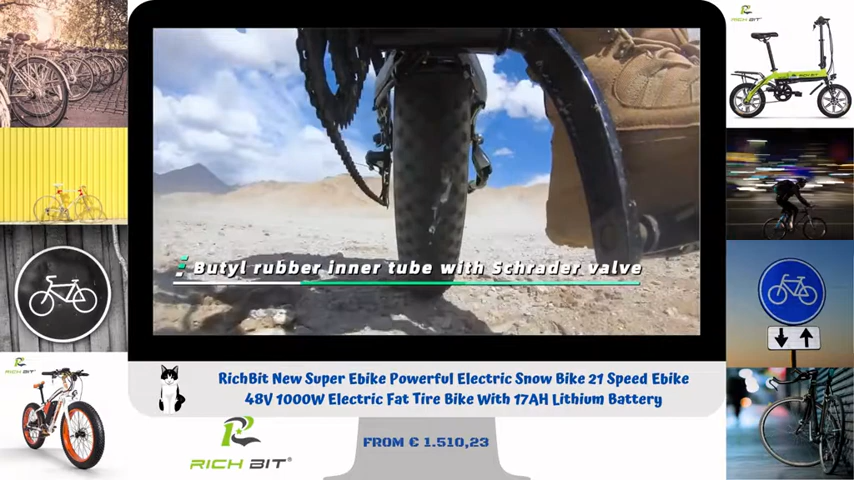 RICH BIT
Butyl rubber inner tube with Schrader valve
RICH BIT
RichBit New Super Ebike Powerful Electric Snow Bike 21 Speed Ebike
48V 1000W Electric Fat Tire Bike With 17AH Lithium Battery
RICH BIT®
FROM € 1.510,23